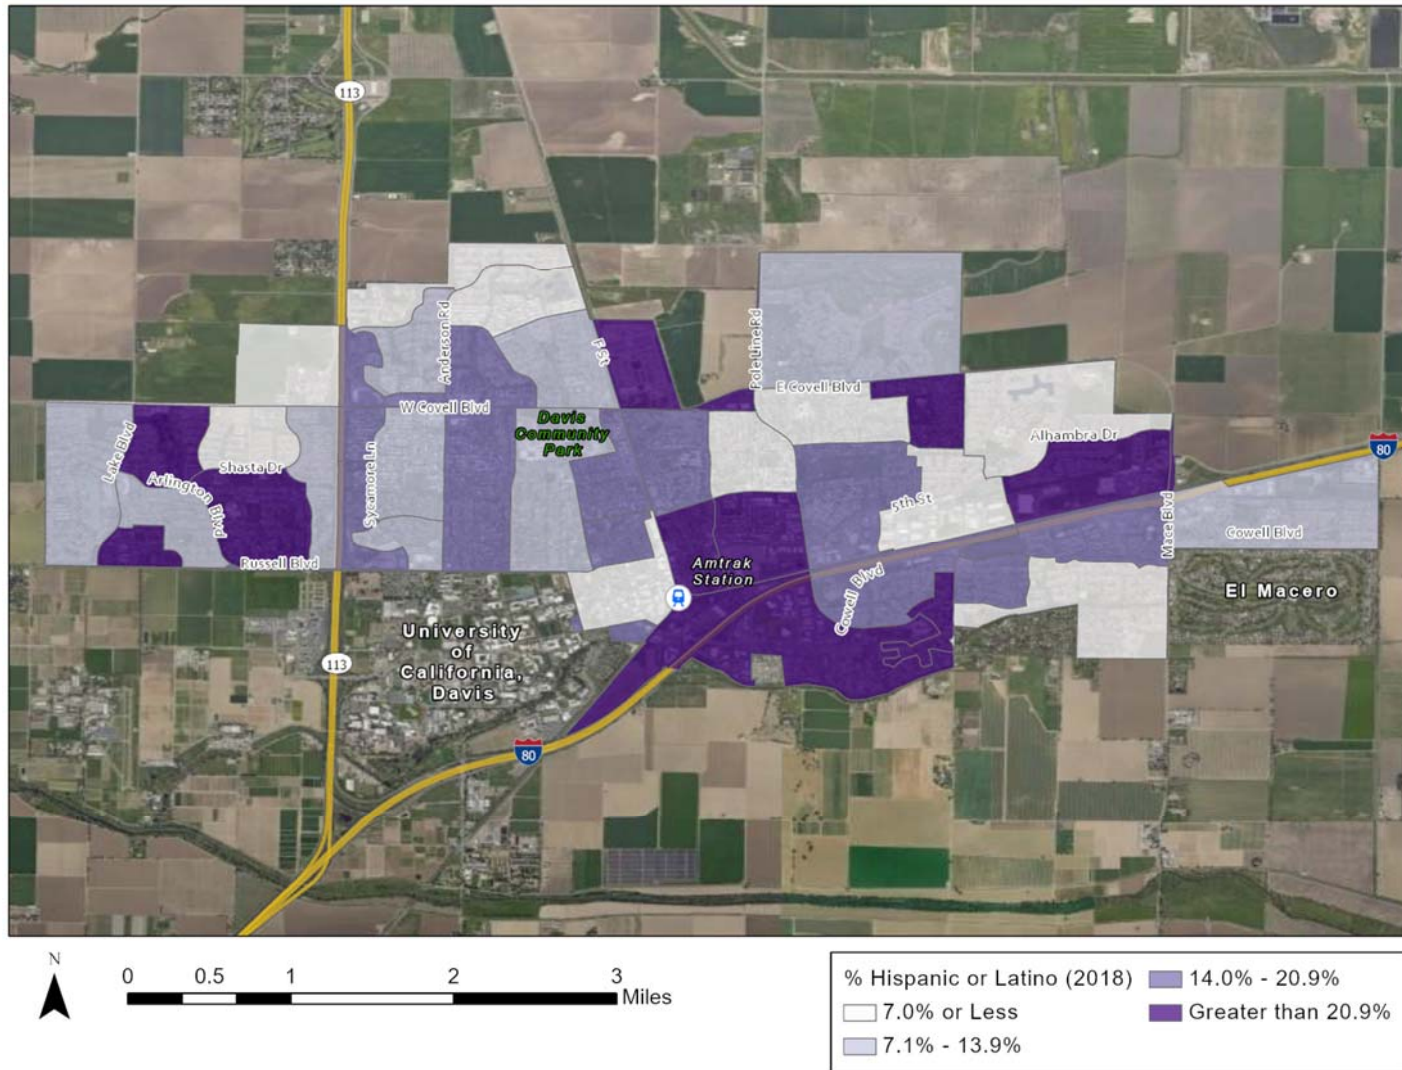 113
Anderson Rd
F St
Pole Line Rd
E Covell Blvd
W Covell Blvd
Davis
Community
Park
Lake Blvd
Shasta Dr
Arlington Blvd
Sycamore Ln
Alhambra Dr
80
5th St
Russell Blvd
Mace Blvd
Cowell Blvd
Amtrak
Station
Cowell Blvd
El Macero
University
of
California,
Davis
113
80
N
0 0.5 1 2 3
Miles
% Hispanic or Latino (2018)
7.0% or Less
7.1% - 13.9%
14.0% - 20.9%
Greater than 20.9%